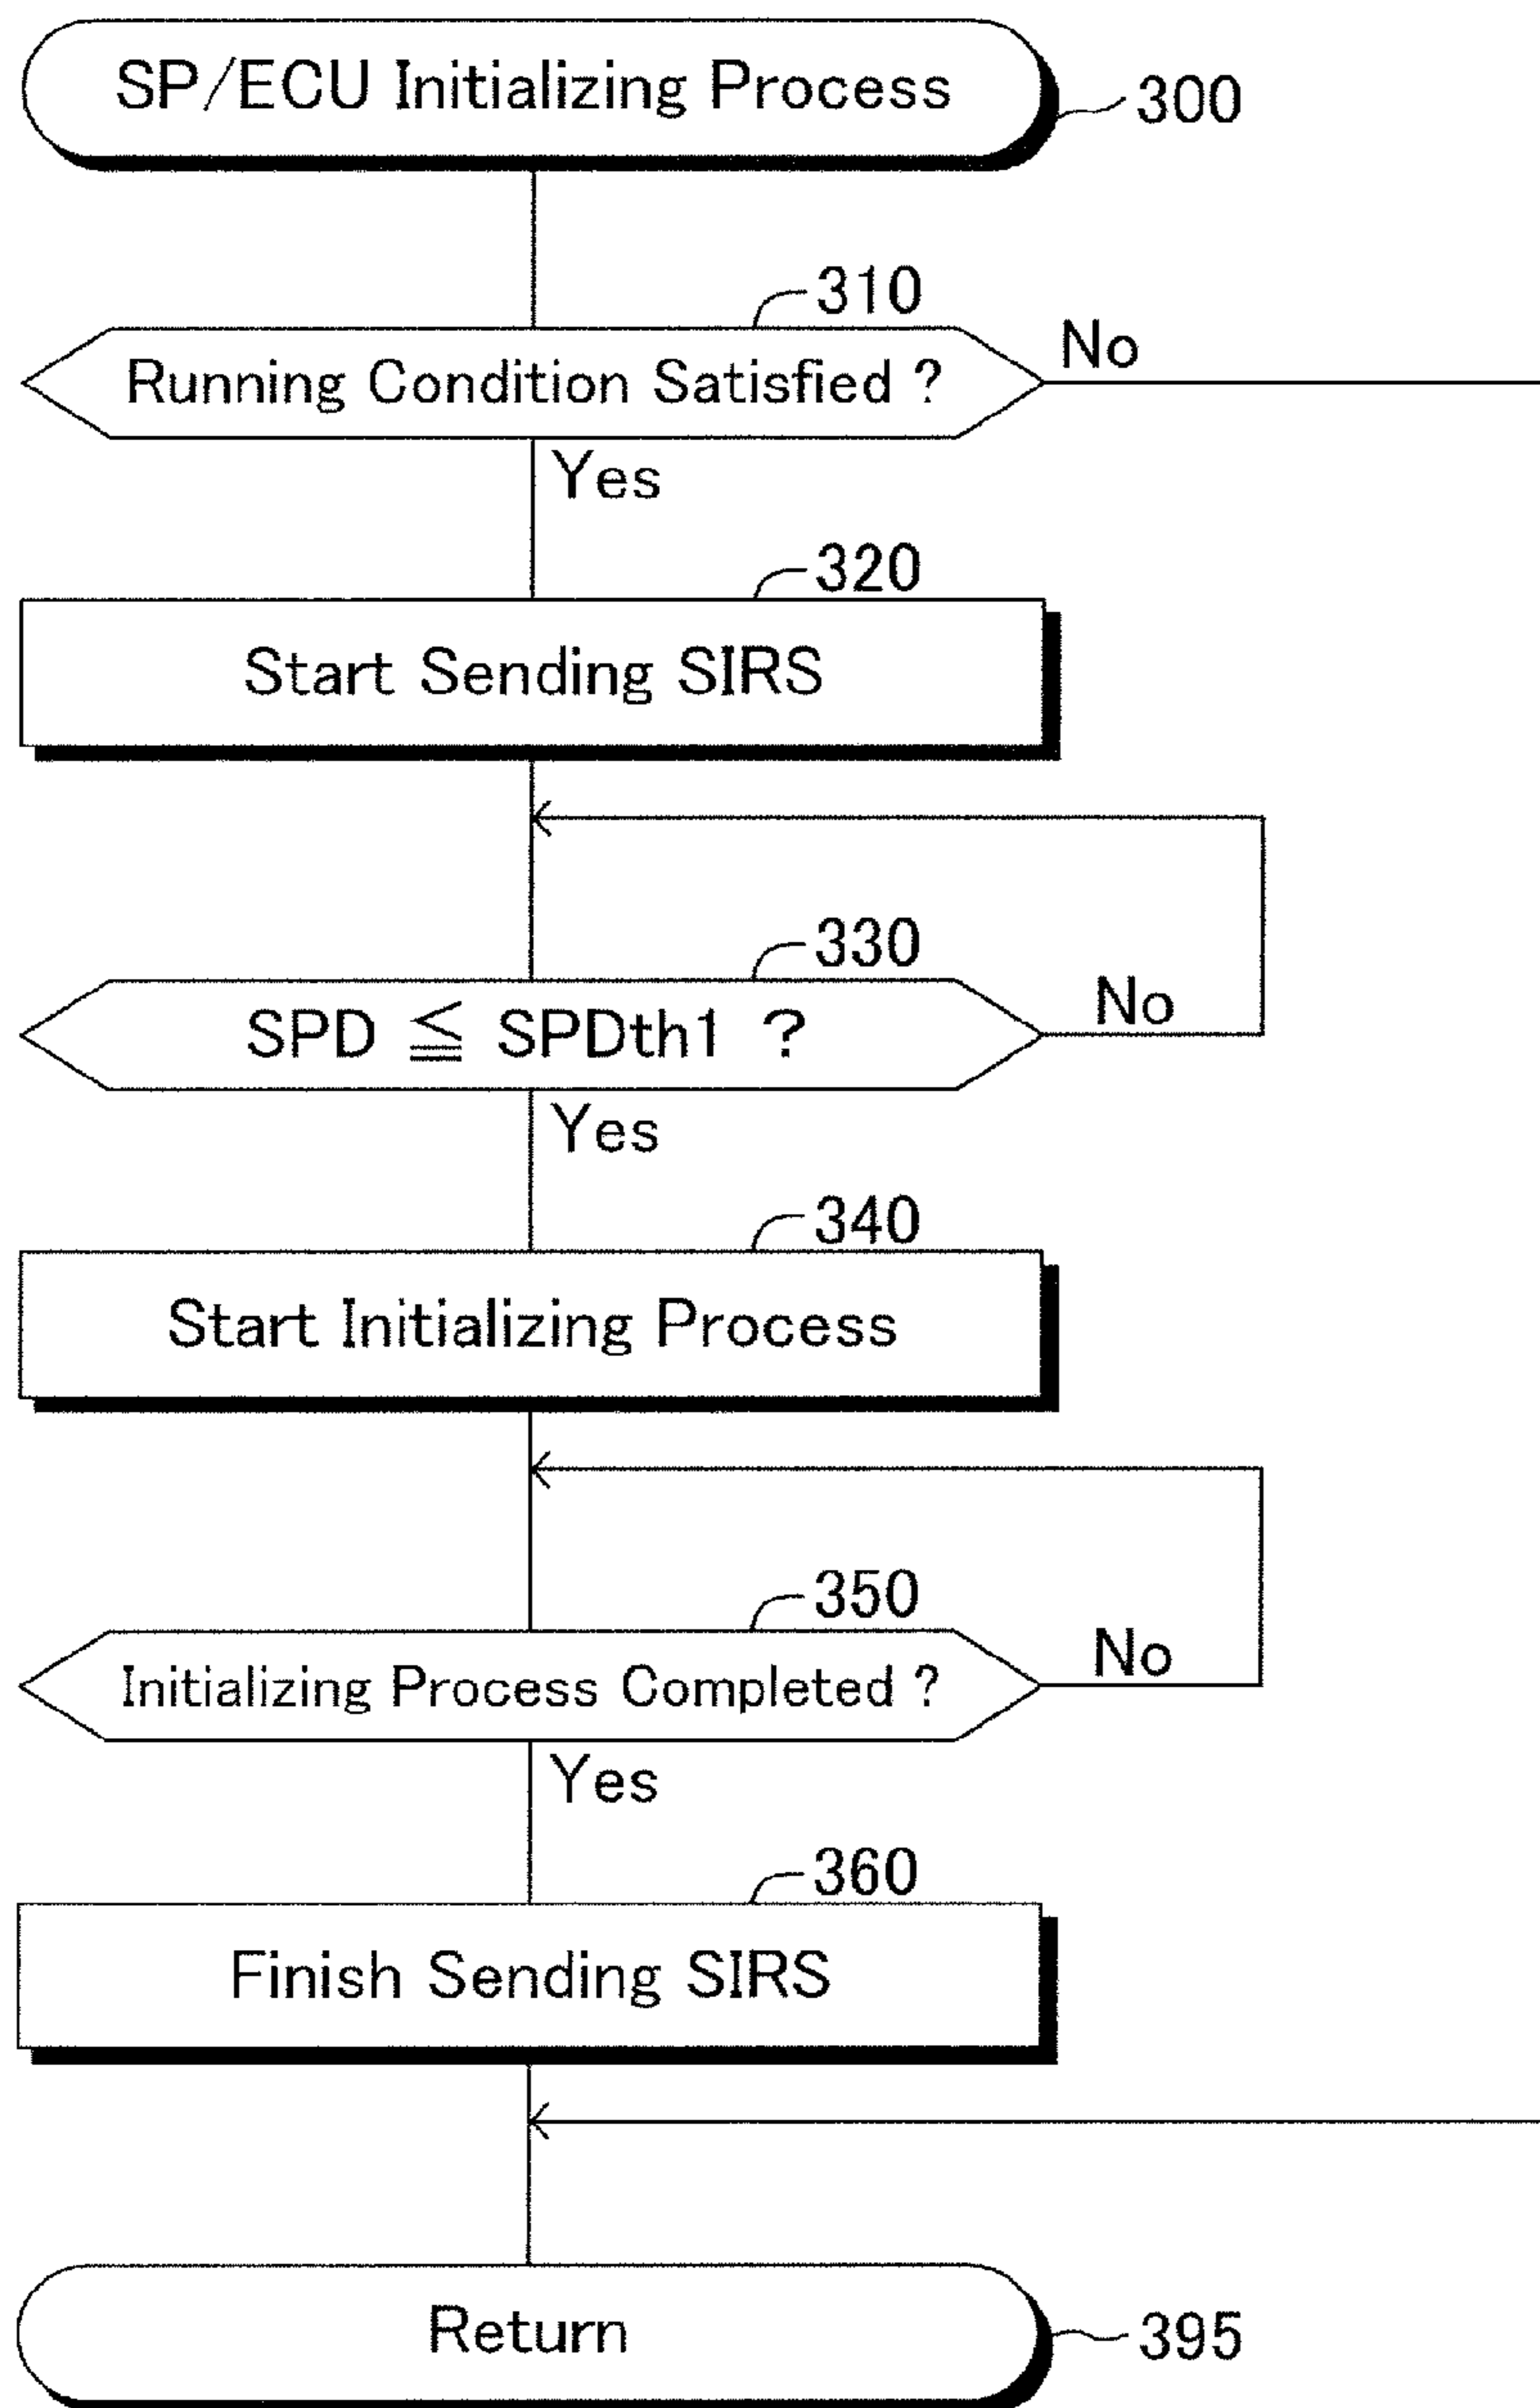 SP/ECU Initializing Process
300
310
Running Condition Satisfied ?
No
Yes
320
Start Sending SIRS
330
SPD ≦ SPDth1 ?
No
Yes
340
Start Initializing Process
350
Initializing Process Completed ?
No
Yes
360
Finish Sending SIRS
Return
395